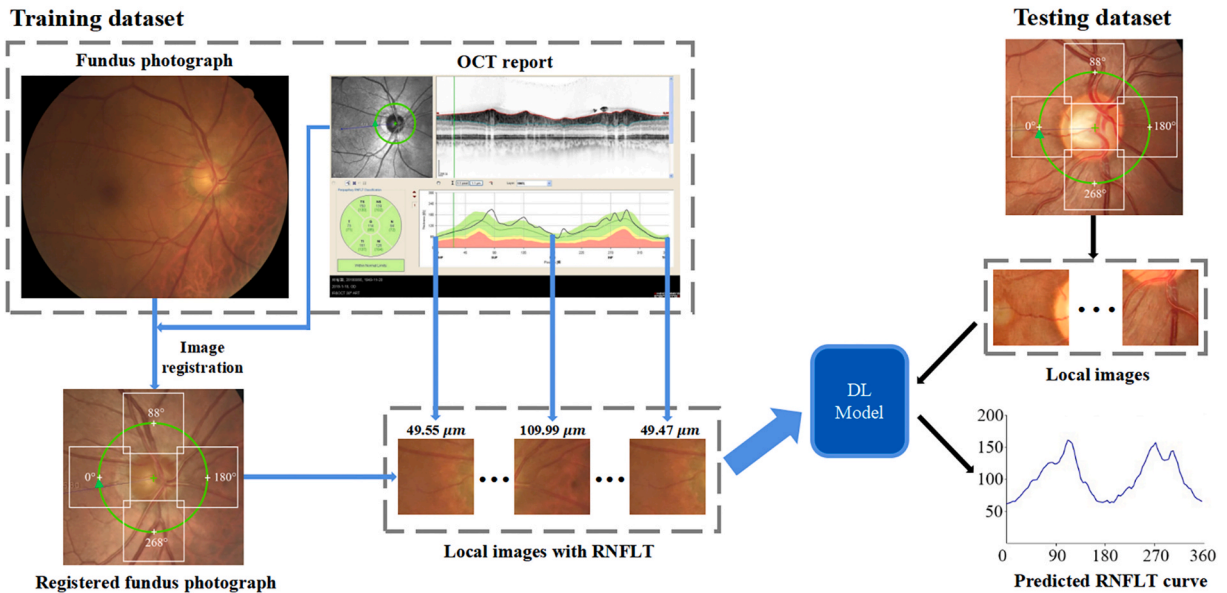 Training dataset
Testing dataset
Fundus photograph
OCT report
88°
0°
180°
268°
Image
registration
88°
0°
180°
268°
Registered fundus photograph
49.55 μm
109.99 μm
49.47 μm
Local images with RNFLT
DL
Model
Local images
200
150
100
50
0
90
180
270
360
Predicted RNFLT curve